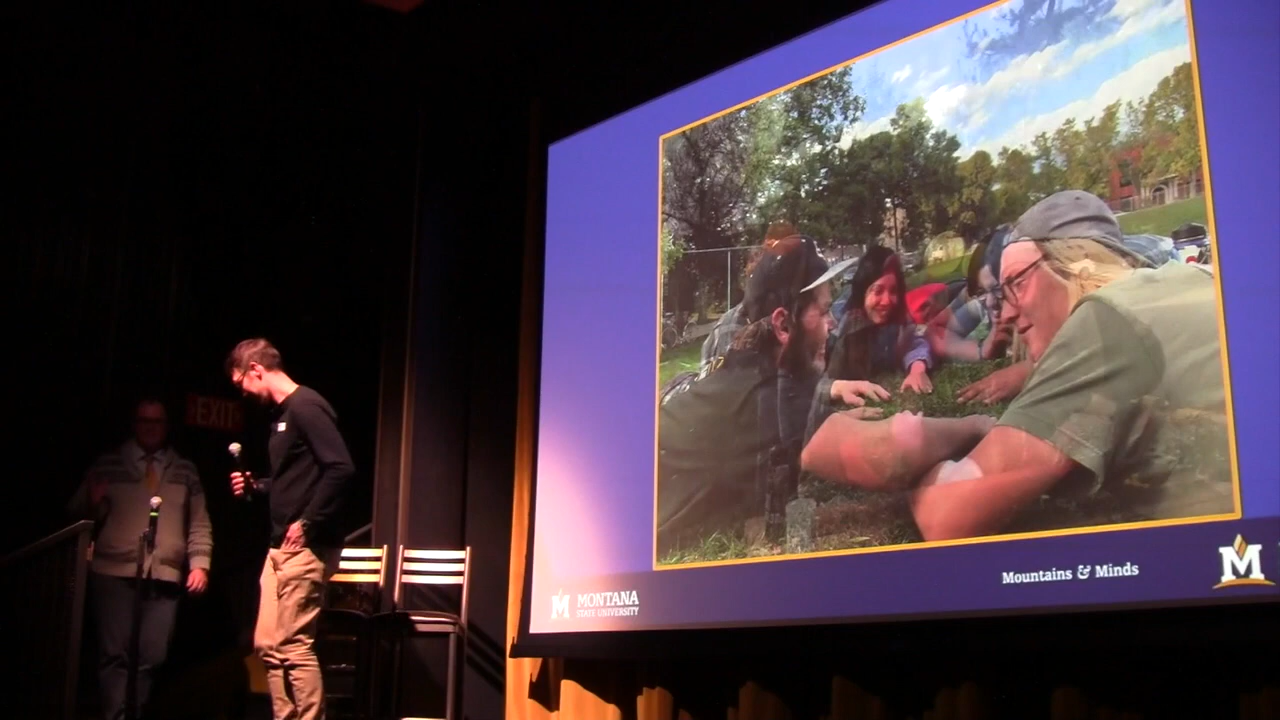 EXIT
Mountains & Minds
M MONTANA
STATE UNIVERSITY
M